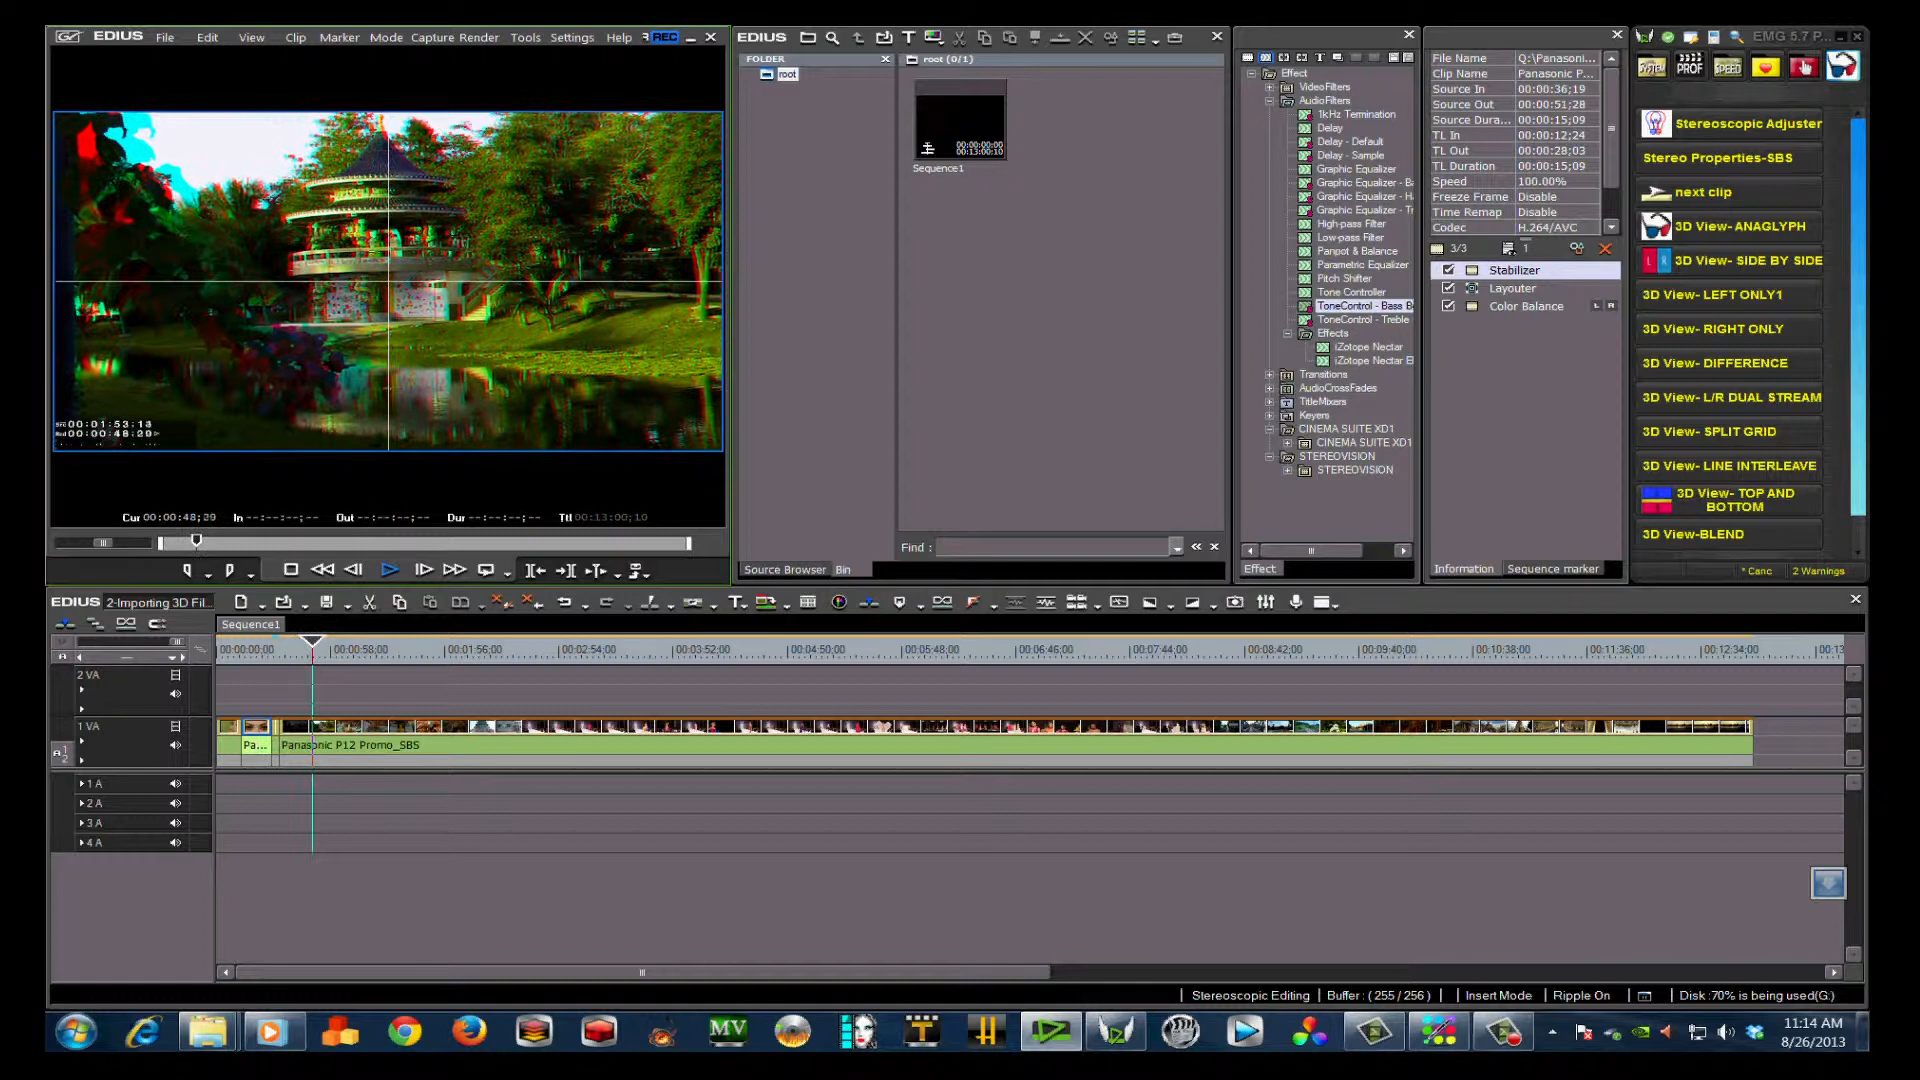 EDIUS File Edit View Clip Marker Mode Capture Render Tools Settings Help REC
00:01:53:13
00:00:48:29
Cur 00:00:48;29 In --:--:--;-- Out --:--:--;-- Dur --:--:--;-- Ttl 00:13:00;10
EDIUS
FOLDER
root
root (0/1)
00:00:00:00
00:13:00:10
Sequence1
Find :
Source Browser Bin
Effect
VideoFilters
AudioFilters
1kHz Termination
Delay
Delay - Default
Delay - Sample
Graphic Equalizer
Graphic Equalizer - B
Graphic Equalizer - H
Graphic Equalizer - T
High-pass Filter
Low-pass Filter
Panpot & Balance
Parametric Equalizer
Pitch Shifter
Tone Controller
ToneControl - Bass B
ToneControl - Treble
Effects
iZotope Nectar
iZotope Nectar El
Transitions
AudioCrossFades
TitleMixers
Keyers
CINEMA SUITE XD1
CINEMA SUITE XD1
STEREOVISION
STEREOVISION
Effect
File Name Q:\Panasoni...
Clip Name Panasonic P...
Source In 00:00:36;19
Source Out 00:00:51;28
Source Dura... 00:00:15;09
TL In 00:00:12;24
TL Out 00:00:28;03
TL Duration 00:00:15;09
Speed 100.00%
Freeze Frame Disable
Time Remap Disable
Codec H.264/AVC
3/3 1
Stabilizer
Layouter
Color Balance L R
Information Sequence marker
EMG 5.7 P...
SYSTEM PROF SPEED
Stereoscopic Adjuster
Stereo Properties-SBS
next clip
3D View- ANAGLYPH
L R 3D View- SIDE BY SIDE
3D View- LEFT ONLY1
3D View- RIGHT ONLY
3D View- DIFFERENCE
3D View- L/R DUAL STREAM
3D View- SPLIT GRID
3D View- LINE INTERLEAVE
3D View- TOP AND
BOTTOM
3D View-BLEND
* Canc 2 Warnings
EDIUS 2-Importing 3D Fil...
Sequence1
00:00:00;00 00:00:58;00 00:01:56;00 00:02:54;00 00:03:52;00 00:04:50;00 00:05:48;00 00:06:46;00 00:07:44;00 00:08:42;00 00:09:40;00 00:10:38;00 00:11:36;00 00:12:34;00 00:13
2 VA
1 VA
A 1 2
Pa... Panasonic P12 Promo_SBS
1 A
2 A
3 A
4 A
Stereoscopic Editing Buffer : ( 255 / 256 ) Insert Mode Ripple On Disk :70% is being used(G:)
MV T H
11:14 AM
8/26/2013